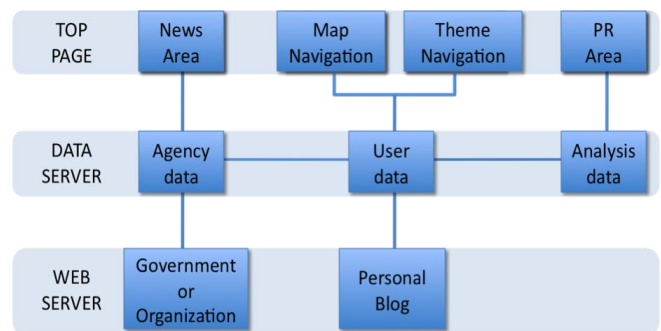 TOP
PAGE
News
Area
Map
Navigation
Theme
Navigation
PR
Area
DATA
SERVER
Agency
data
User
data
Analysis
data
WEB
SERVER
Government
or
Organization
Personal
Blog